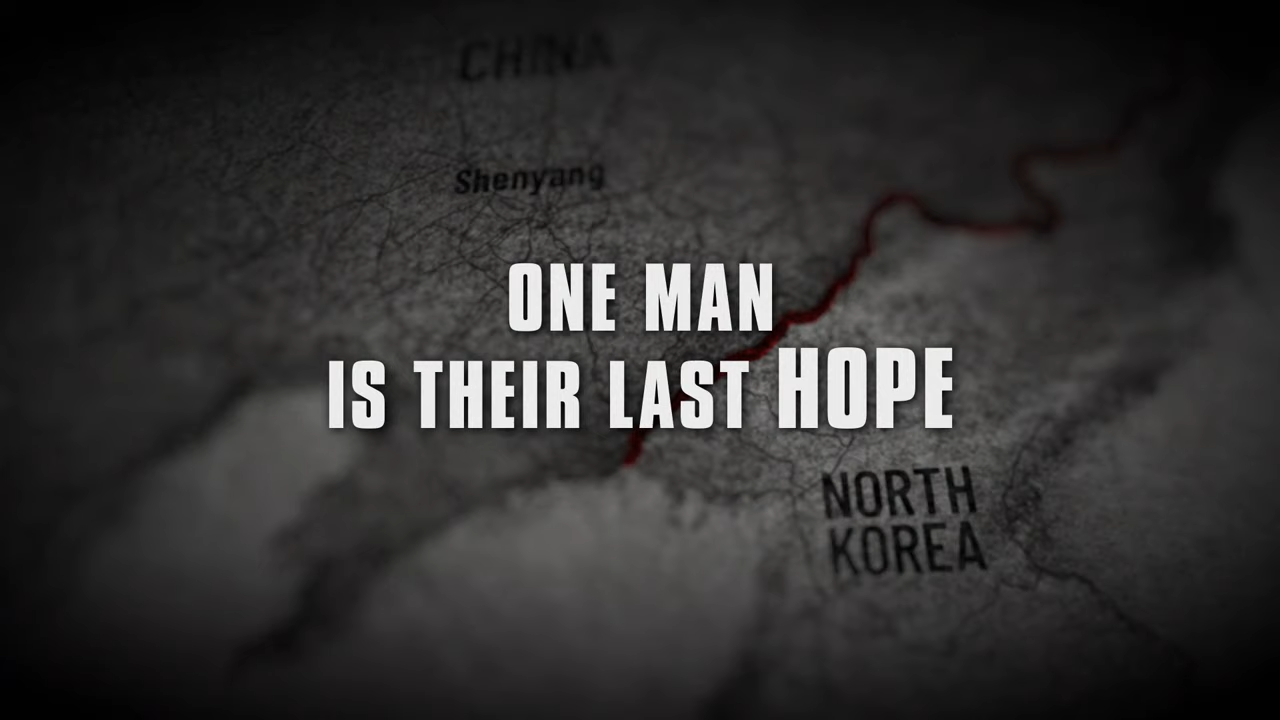 CHINA
Shenyang
ONE MAN
IS THEIR LAST HOPE
NORTH
KOREA